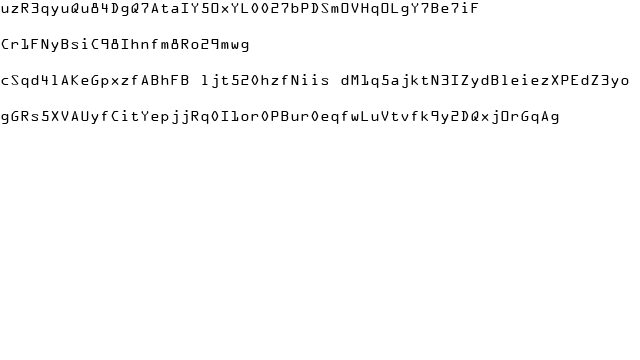 uzR3qyuQu84DgQ7AtaIY5OxYL0027bPDSmOVHqOLgY7Be7iF
Cr1FNyBsiC98Ihnfm8Ro29mwg
cSqd4lAKeGpxzfABhFB ljt520hzfNiis dM1q5ajktN3IZydBleiezXPEdZ3yo
gGRs5XVAUyfCitYepjjRq0I1or0PBur0eqfwLuVtvfk9y2DQxjOrGqAg